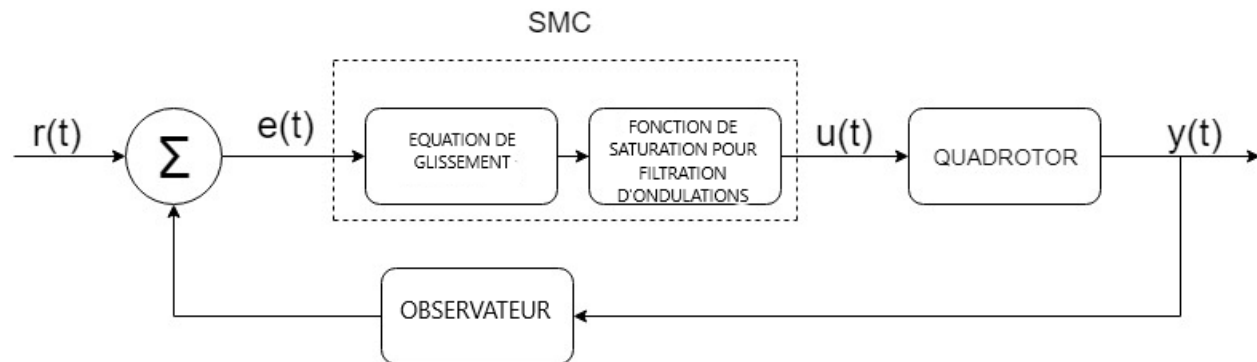 SMC
r(t)
Σ
e(t)
EQUATION DE
GLISSEMENT
FONCTION DE
SATURATION POUR
FILTRATION
D'ONDULATIONS
u(t)
QUADROTOR
y(t)
OBSERVATEUR